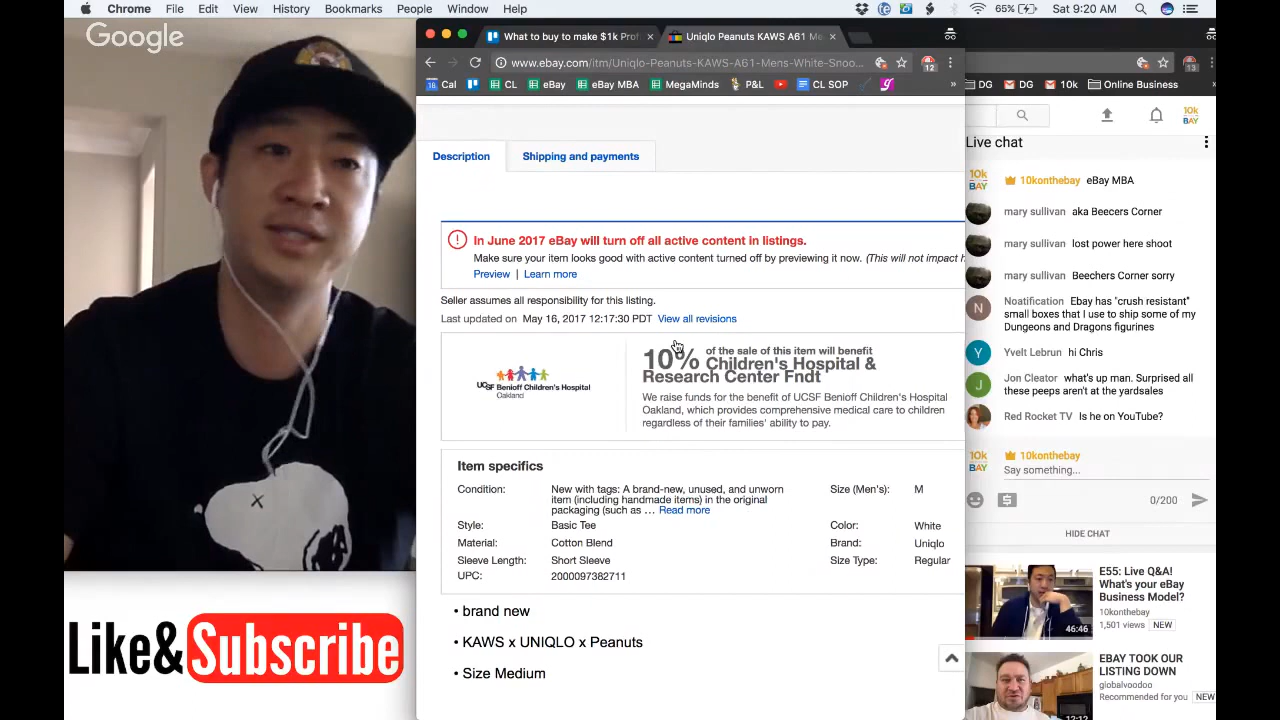 Chrome File Edit View History Bookmarks People Window Help
65% Sat 9:20 AM
Google
What to buy to make $1k Prof
Uniqlo Peanuts KAWS A61 Me
www.ebay.com/itm/Uniqlo-Peanuts-KAWS-A61-Mens-White-Snoo...
12
13
Cal CL eBay eBay MBA MegaMinds P&L CL SOP »
DG DG 10k Online Business
Description Shipping and payments
In June 2017 eBay will turn off all active content in listings.
Make sure your item looks good with active content turned off by previewing it now. (This will not impact h
Preview | Learn more
Seller assumes all responsibility for this listing.
Last updated on May 16, 2017 12:17:30 PDT View all revisions
UCSF Benioff Children's Hospital
Oakland
10% of the sale of this item will benefit
Children's Hospital &
Research Center Fndt
We raise funds for the benefit of UCSF Benioff Children's Hospital
Oakland, which provides comprehensive medical care to children
regardless of their families' ability to pay.
Item specifics
Condition: New with tags: A brand-new, unused, and unworn
item (including handmade items) in the original
packaging (such as ... Read more
Size (Men's): M
Style: Basic Tee
Color: White
Material: Cotton Blend
Brand: Uniqlo
Sleeve Length: Short Sleeve
Size Type: Regular
UPC: 2000097382711
• brand new
• KAWS x UNIQLO x Peanuts
• Size Medium
10k
BAY
Live chat
10k
BAY
10konthebay eBay MBA
mary sullivan aka Beecers Corner
mary sullivan lost power here shoot
mary sullivan Beechers Corner sorry
N
Noatification Ebay has "crush resistant"
small boxes that I use to ship some of my
Dungeons and Dragons figurines
Y
Yvelt Lebrun hi Chris
J
Jon Cleator what's up man. Surprised all
these peeps aren't at the yardsales
Red Rocket TV Is he on YouTube?
10k
BAY
10konthebay
Say something...
0/200
HIDE CHAT
E55: Live Q&A!
What's your eBay
Business Model?
10konthebay
1,501 views NEW
46:46
EBAY TOOK OUR
LISTING DOWN
giobalvoodoo
Recommended for you NEW
12:12
Like&Subscribe